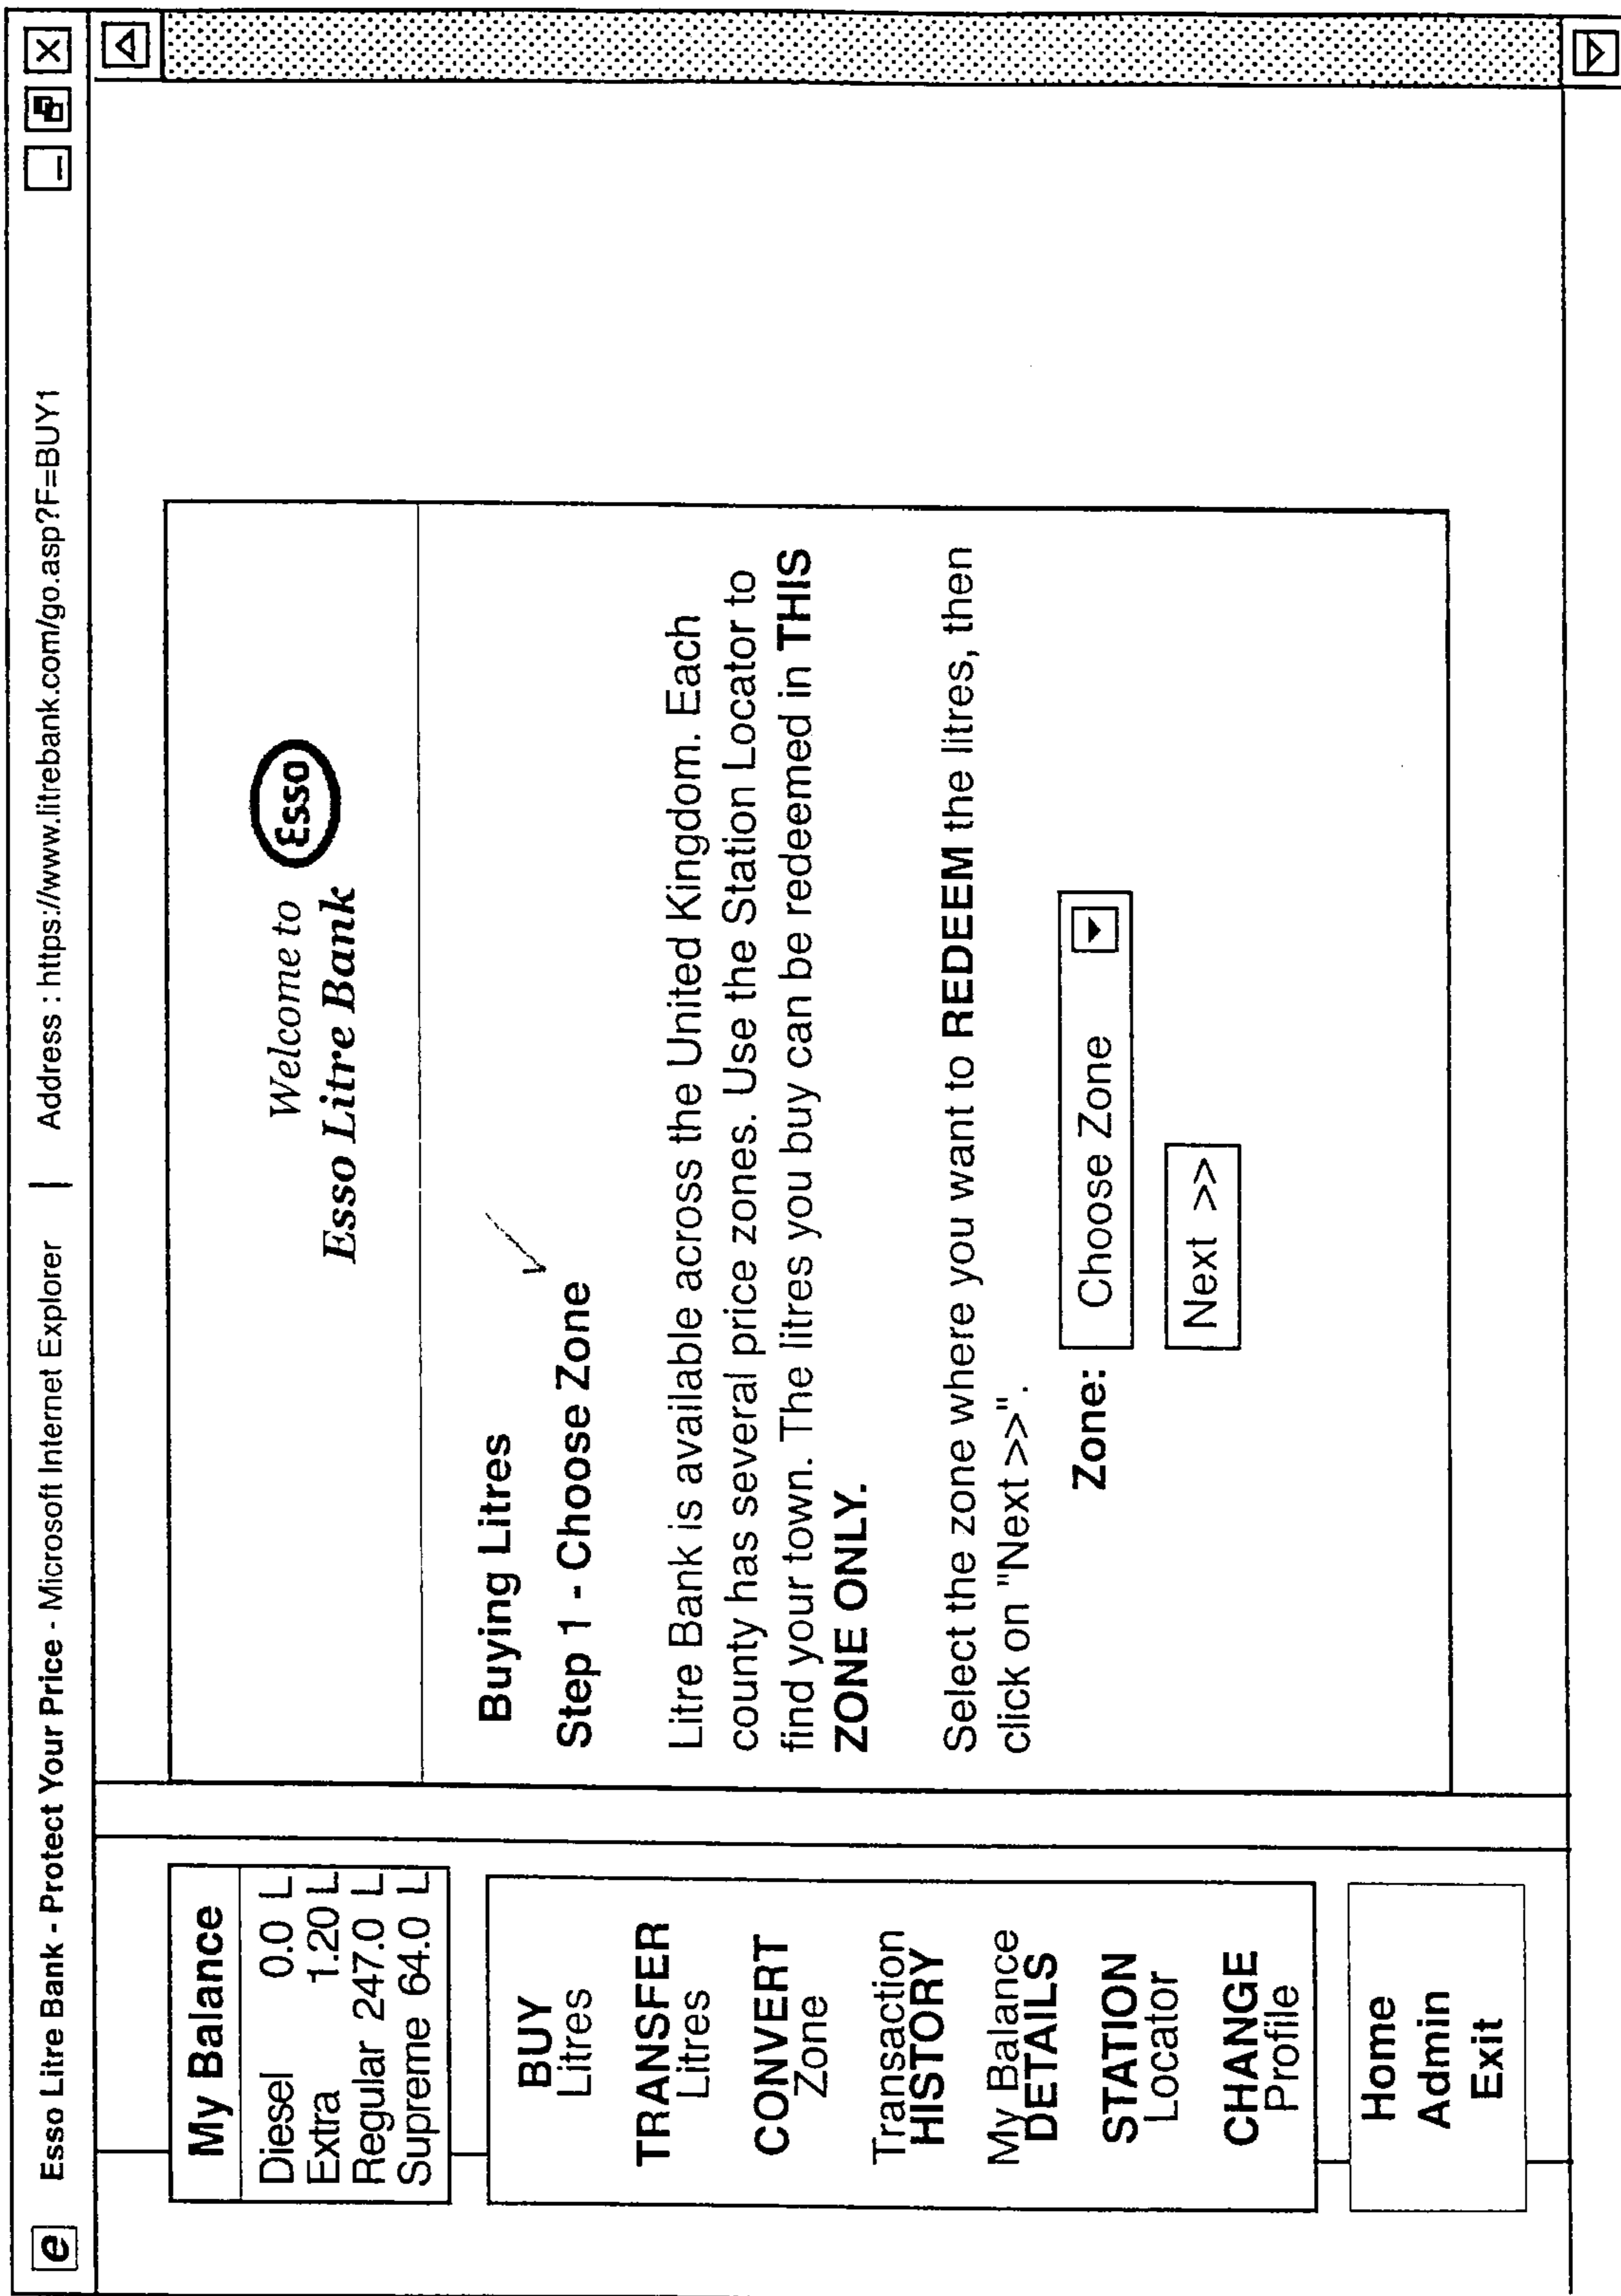 e Esso Litre Bank - Protect Your Price - Microsoft Internet Explorer | Address : https://www.litrebank.com/go.asp?F=BUY1
My Balance
Diesel 0.0 L
Extra 1.20 L
Regular 247.0 L
Supreme 64.0 L
BUY
Litres
TRANSFER
Litres
CONVERT
Zone
Transaction
HISTORY
My Balance
DETAILS
STATION
Locator
CHANGE
Profile
Home
Admin
Exit
Welcome to
Esso Litre Bank
Esso
Buying Litres
Step 1 - Choose Zone
Litre Bank is available across the United Kingdom. Each
county has several price zones. Use the Station Locator to
find your town. The litres you buy can be redeemed in THIS
ZONE ONLY.
Select the zone where you want to REDEEM the litres, then
click on "Next >>".
Zone: Choose Zone
Next >>